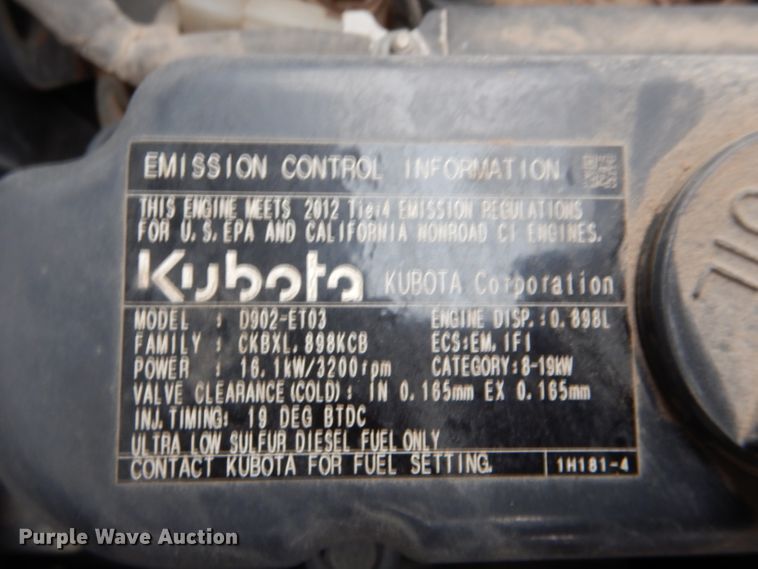 EMISSION CONTROL INFORMATION
THIS ENGINE MEETS 2012 Tier4 EMISSION REGULATIONS
FOR U.S. EPA AND CALIFORNIA NONROAD CI ENGINES.
Kubota KUBOTA Corporation
MODEL : D902-ET03 ENGINE DISP.:0.898L
FAMILY : CKBXL.898KCB ECS:EM,IFI
POWER : 16.1kW/3200rpm CATEGORY:8-19kW
VALVE CLEARANCE(COLD): IN 0.165mm EX 0.165mm
INJ.TIMING: 19 DEG BTDC
ULTRA LOW SULFUR DIESEL FUEL ONLY
CONTACT KUBOTA FOR FUEL SETTING. 1H181-4
OIL
Purple Wave Auction